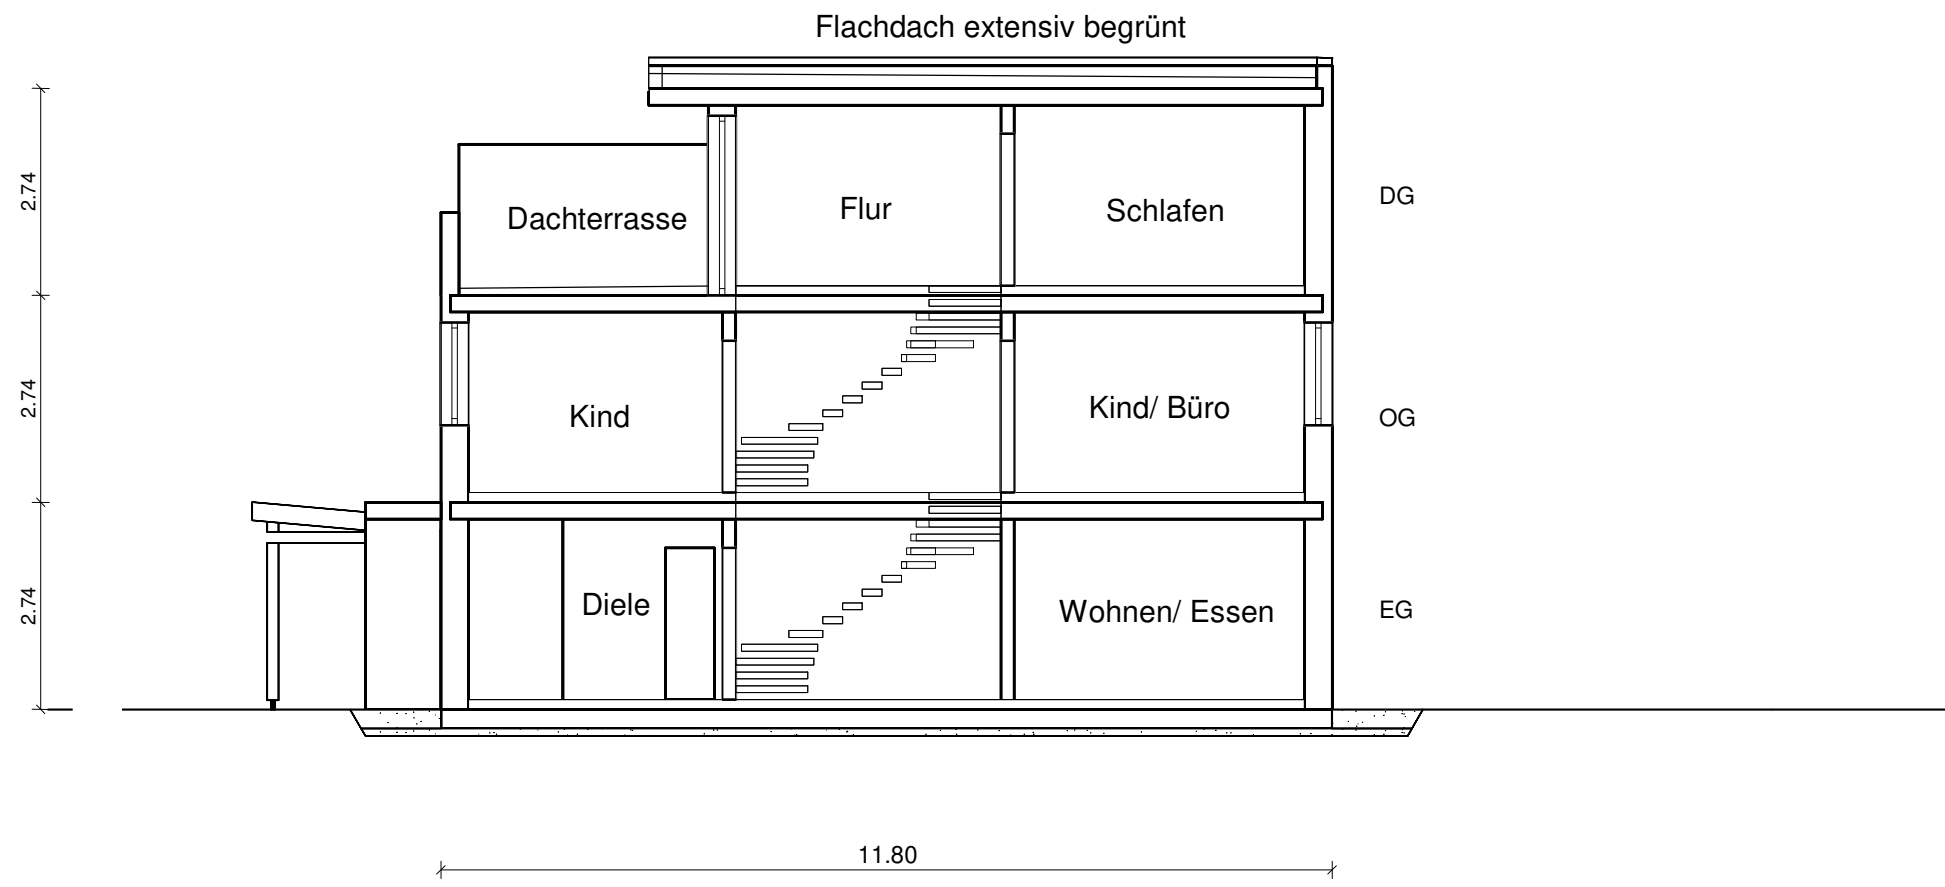 Flachdach extensiv begrünt
2.74
Dachterrasse
Flur
Schlafen
DG
2.74
Kind
Kind/ Büro
OG
2.74
Diele
Wohnen/ Essen
EG
11.80